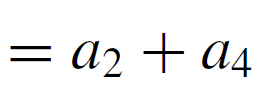 = a₂ + a₄